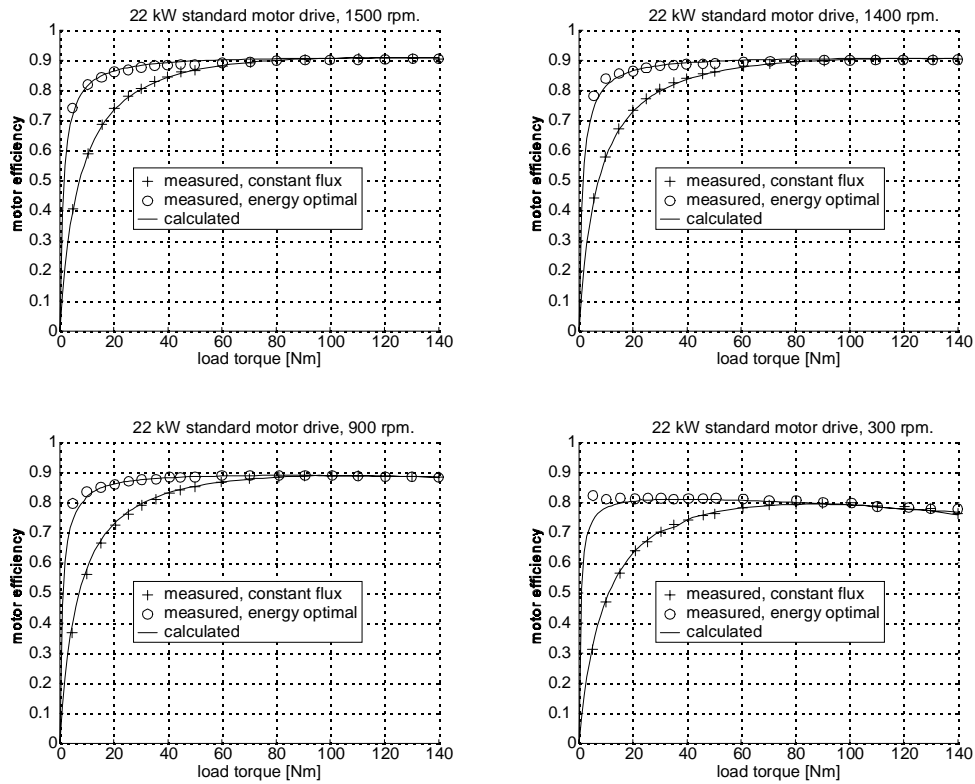 22 kW standard motor drive, 1500 rpm.
motor efficiency
1
0.9
0.8
0.7
0.6
0.5
0.4
0.3
0.2
0.1
0
measured, constant flux
measured, energy optimal
calculated
0 20 40 60 80 100 120 140
load torque [Nm]
22 kW standard motor drive, 1400 rpm.
motor efficiency
1
0.9
0.8
0.7
0.6
0.5
0.4
0.3
0.2
0.1
0
measured, constant flux
measured, energy optimal
calculated
0 20 40 60 80 100 120 140
load torque [Nm]
22 kW standard motor drive, 900 rpm.
motor efficiency
1
0.9
0.8
0.7
0.6
0.5
0.4
0.3
0.2
0.1
0
measured, constant flux
measured, energy optimal
calculated
0 20 40 60 80 100 120 140
load torque [Nm]
22 kW standard motor drive, 300 rpm.
motor efficiency
1
0.9
0.8
0.7
0.6
0.5
0.4
0.3
0.2
0.1
0
measured, constant flux
measured, energy optimal
calculated
0 20 40 60 80 100 120 140
load torque [Nm]